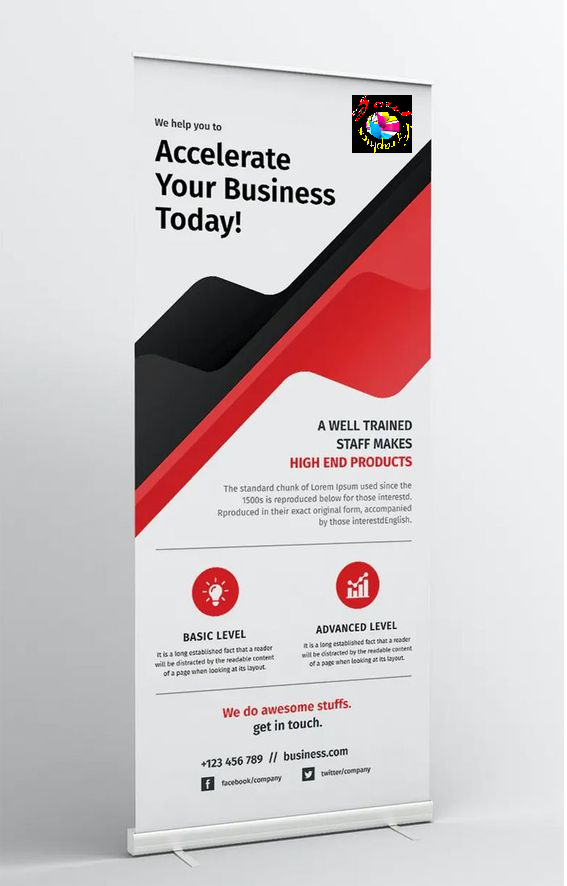 We help you to
Accelerate
Your Business
Today!
A WELL TRAINED
STAFF MAKES
HIGH END PRODUCTS
The standard chunk of Lorem Ipsum used since the
1500s is reproduced below for those interestd.
Rproduced in their exact original form, accompanied
by those interestdEnglish.
BASIC LEVEL
It is a long established fact that a reader
will be distracted by the readable content
of a page when looking at its layout.
ADVANCED LEVEL
It is a long established fact that a reader
will be distracted by the readable content
of a page when looking at its layout.
We do awesome stuffs.
get in touch.
+123 456 789 // business.com
facebook/company
twitter/company